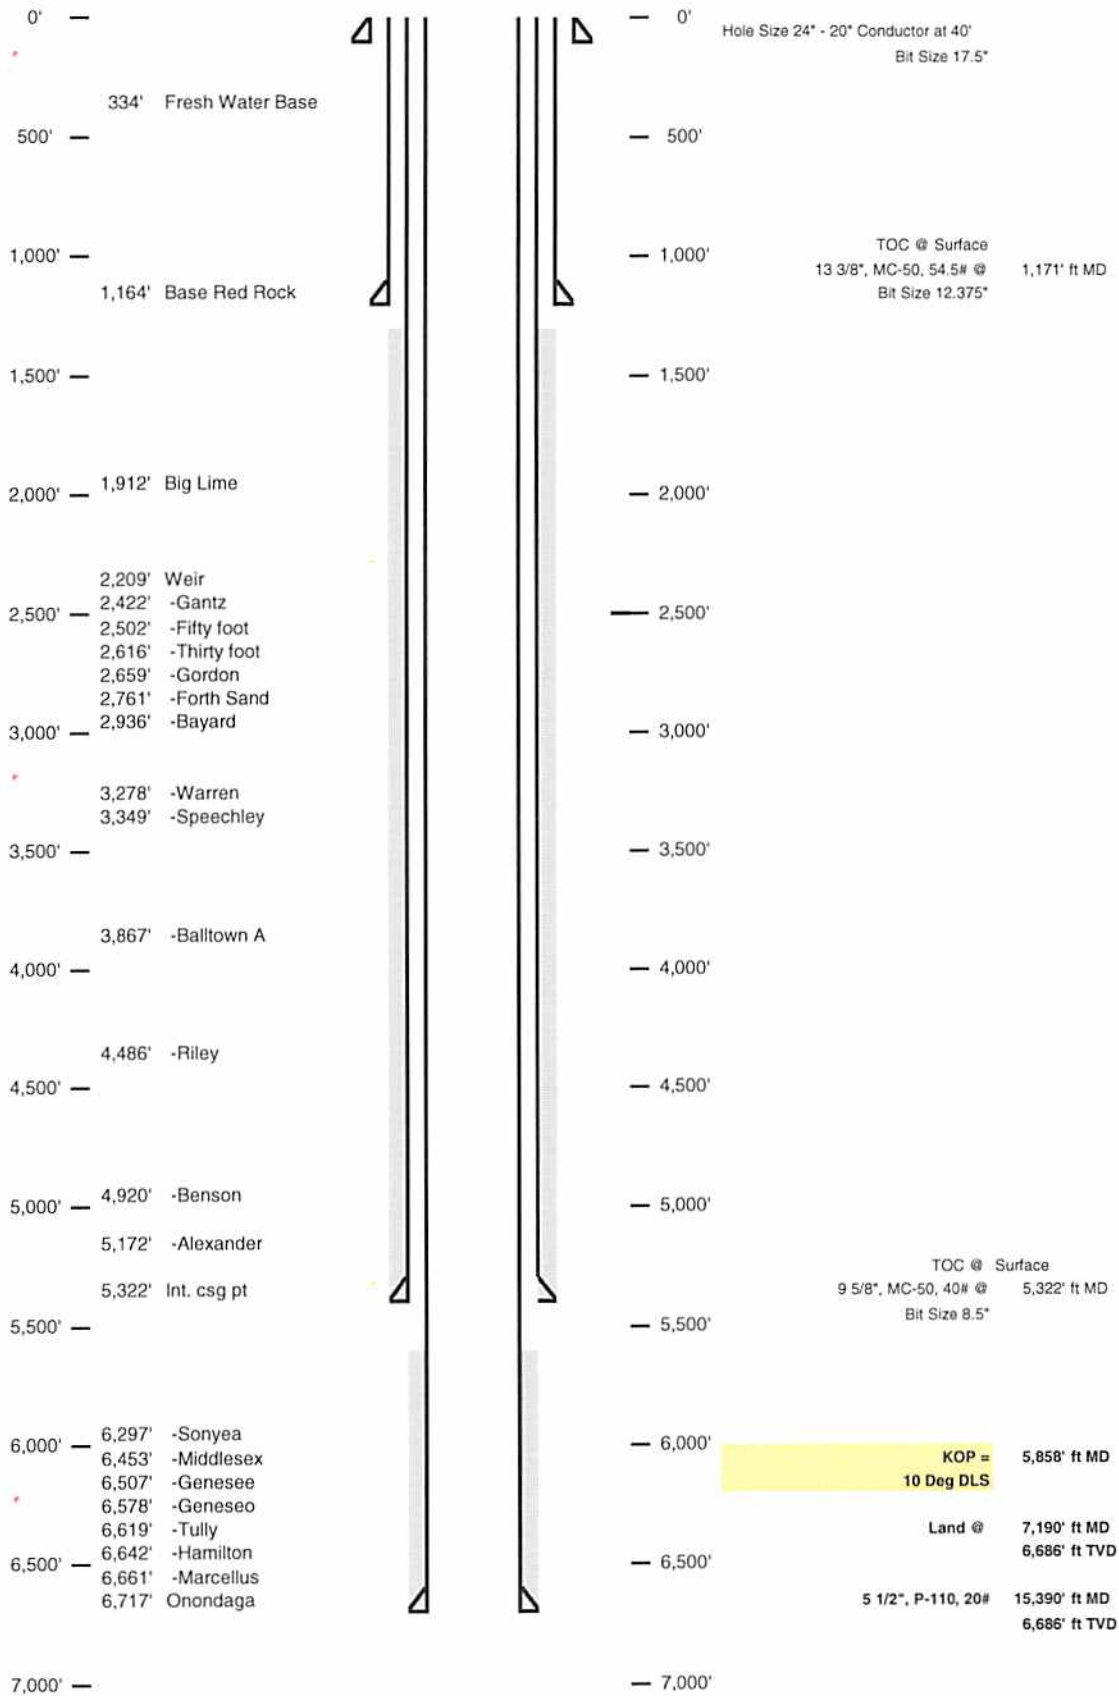 0' 0'
Hole Size 24" - 20" Conductor at 40'
Bit Size 17.5"
334' Fresh Water Base
500' 500'
TOC @ Surface
1,000' 1,000'
13 3/8", MC-50, 54.5# @ 1,171' ft MD
1,164' Base Red Rock Bit Size 12.375"
1,500' 1,500'
1,912' Big Lime
2,000' 2,000'
2,209' Weir
2,422' -Gantz
2,500' 2,500'
2,502' -Fifty foot
2,616' -Thirty foot
2,659' -Gordon
2,761' -Forth Sand
2,936' -Bayard
3,000' 3,000'
3,278' -Warren
3,349' -Speechley
3,500' 3,500'
3,867' -Balltown A
4,000' 4,000'
4,486' -Riley
4,500' 4,500'
4,920' -Benson
5,000' 5,000'
5,172' -Alexander
TOC @ Surface
5,322' Int. csg pt 9 5/8", MC-50, 40# @ 5,322' ft MD
Bit Size 8.5"
5,500' 5,500'
6,297' -Sonyea
6,000' 6,000'
6,453' -Middlesex KOP = 5,858' ft MD
6,507' -Genesee 10 Deg DLS
6,578' -Geneseo
6,619' -Tully Land @ 7,190' ft MD
6,642' -Hamilton 6,686' ft TVD
6,500' 6,500'
6,661' -Marcellus
6,717' Onondaga 5 1/2", P-110, 20# 15,390' ft MD
6,686' ft TVD
7,000' 7,000'